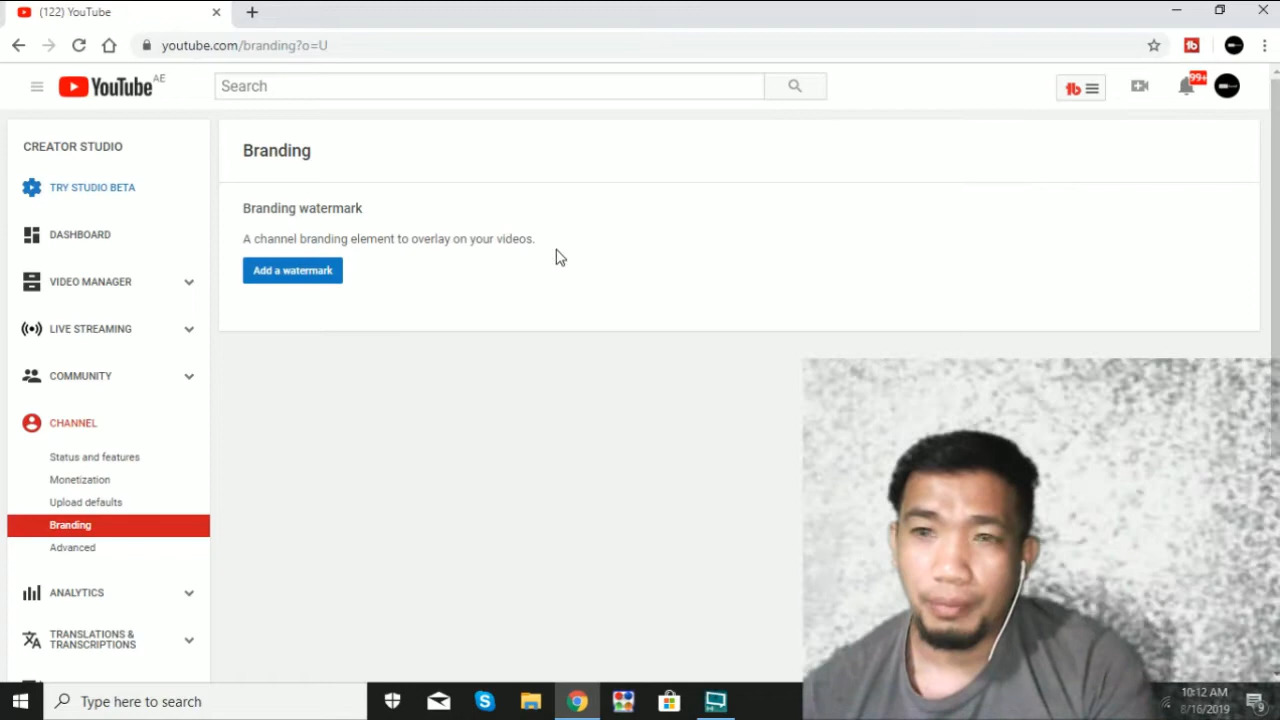 (122) YouTube
youtube.com/branding?o=U
YouTube AE
Search
99+
CREATOR STUDIO
TRY STUDIO BETA
DASHBOARD
VIDEO MANAGER
LIVE STREAMING
COMMUNITY
CHANNEL
Status and features
Monetization
Upload defaults
Branding
Advanced
ANALYTICS
TRANSLATIONS &
TRANSCRIPTIONS
Branding
Branding watermark
A channel branding element to overlay on your videos.
Add a watermark
Type here to search
10:12 AM
8/16/2019
9